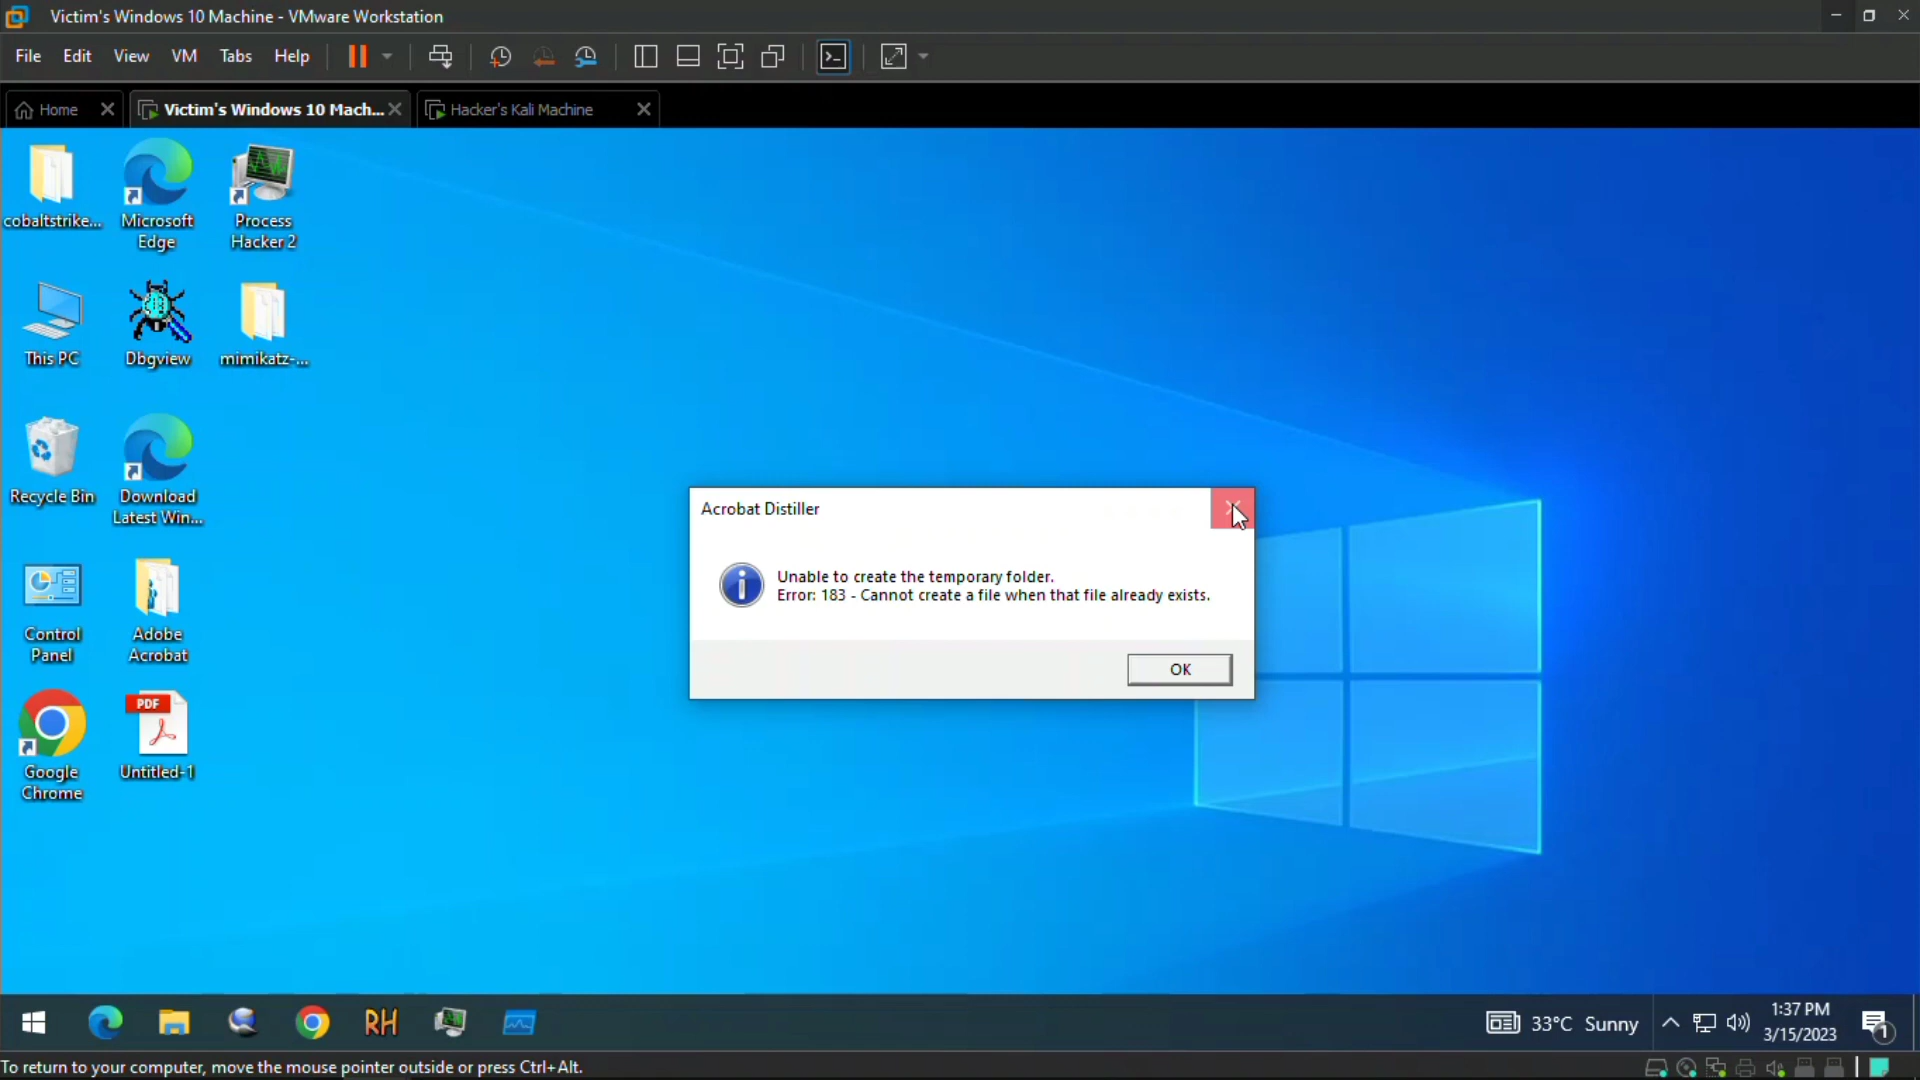 Victim's Windows 10 Machine - VMware Workstation
File Edit View VM Tabs Help
Home
Victim's Windows 10 Mach...
Hacker's Kali Machine
cobaltstrike...
Microsoft
Edge
Process
Hacker 2
This PC
Dbgview
mimikatz-...
Recycle Bin
Download
Latest Win...
Control
Panel
Adobe
Acrobat
PDF
Google
Chrome
Untitled-1
Acrobat Distiller
Unable to create the temporary folder.
Error: 183 - Cannot create a file when that file already exists.
OK
RH
33°C Sunny
1:37 PM
3/15/2023
1
To return to your computer, move the mouse pointer outside or press Ctrl+Alt.